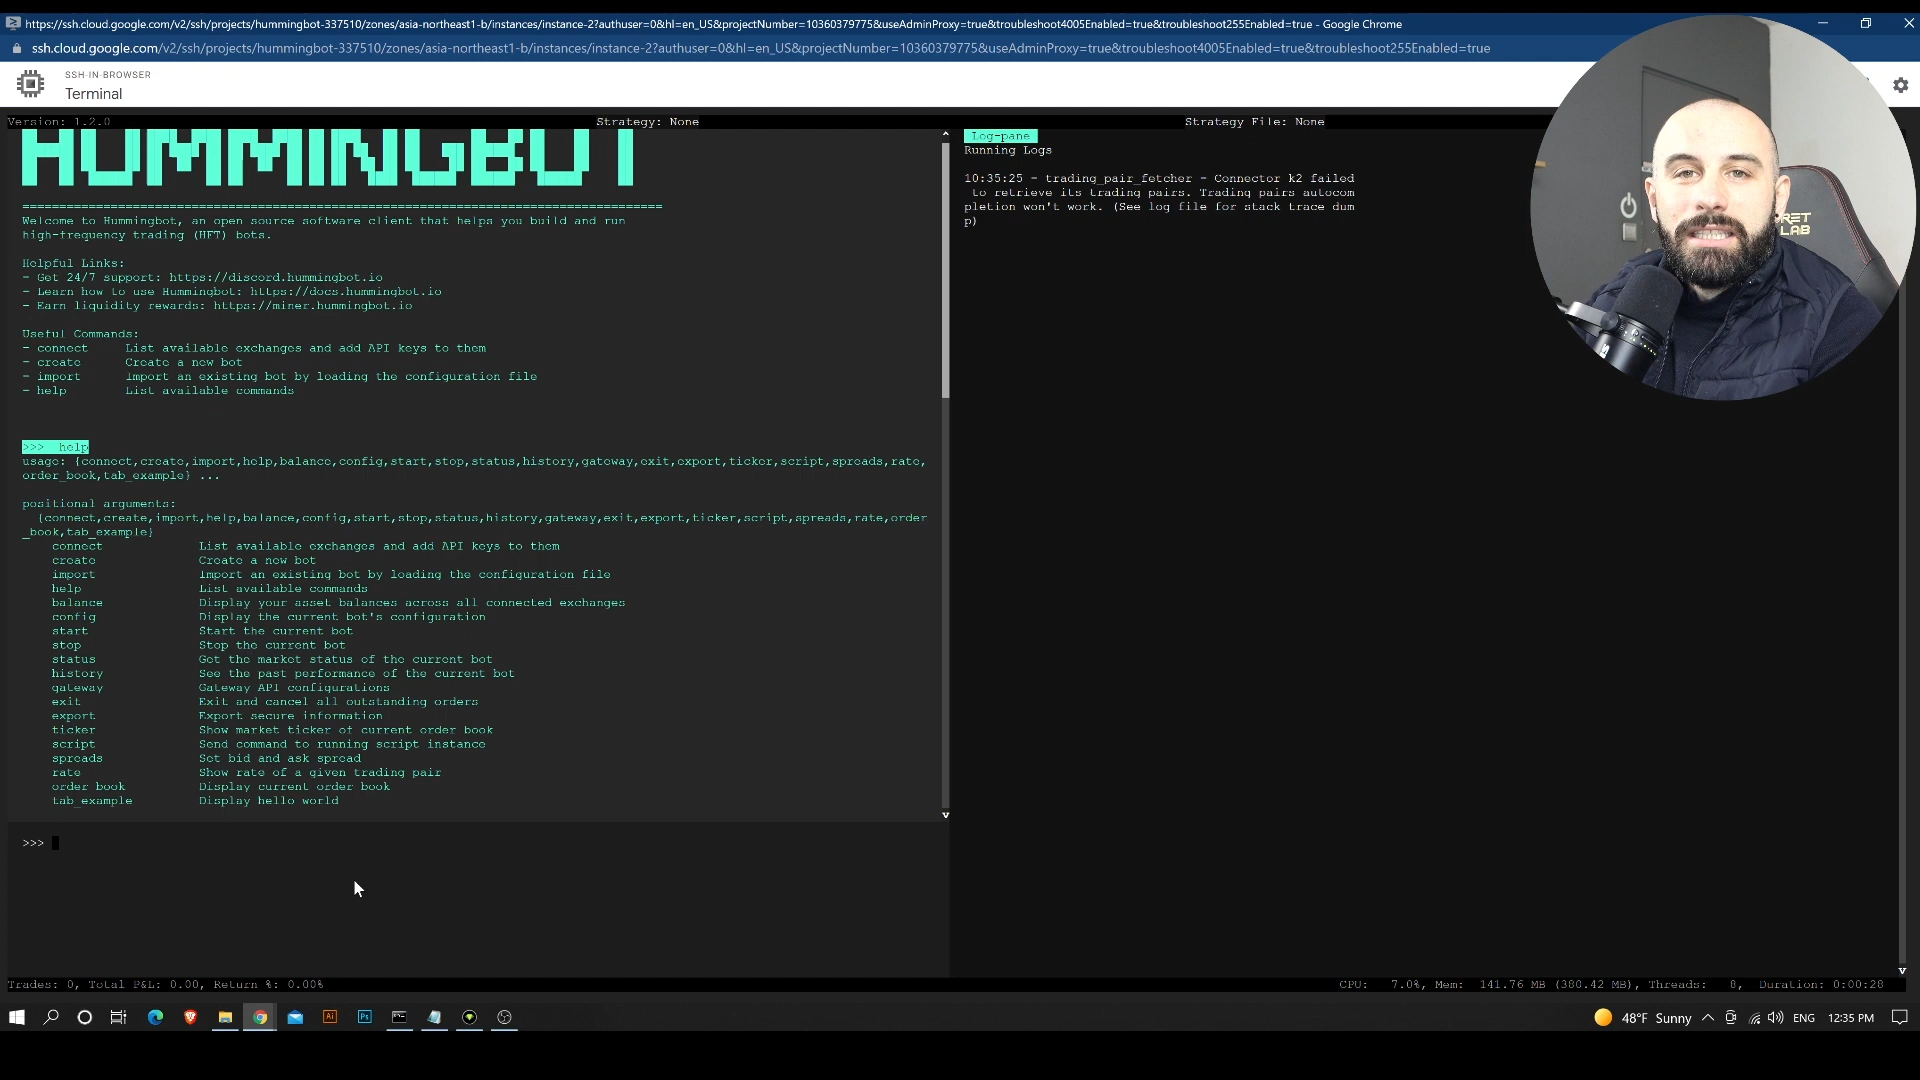 https://ssh.cloud.google.com/v2/ssh/projects/hummingbot-337510/zones/asia-northeast1-b/instances/instance-2?authuser=0&hl=en_US&projectNumber=10360379775&useAdminProxy=true&troubleshoot4005Enabled=true&troubleshoot255Enabled=true - Google Chrome
ssh.cloud.google.com/v2/ssh/projects/hummingbot-337510/zones/asia-northeast1-b/instances/instance-2?authuser=0&hl=en_US&projectNumber=10360379775&useAdminProxy=true&troubleshoot4005Enabled=true&troubleshoot255Enabled=true
SSH-IN-BROWSER
Terminal
Version: 1.2.0
Strategy: None
Strategy File: None
HUMMINGBOT
=======================================================================================
Welcome to Hummingbot, an open source software client that helps you build and run
high-frequency trading (HFT) bots.
Helpful Links:
- Get 24/7 support: https://discord.hummingbot.io
- Learn how to use Hummingbot: https://docs.hummingbot.io
- Earn liquidity rewards: https://miner.hummingbot.io
Useful Commands:
- connect List available exchanges and add API keys to them
- create Create a new bot
- import Import an existing bot by loading the configuration file
- help List available commands
>>> help
usage: {connect,create,import,help,balance,config,start,stop,status,history,gateway,exit,export,ticker,script,spreads,rate,
order_book,tab_example} ...
positional arguments:
{connect,create,import,help,balance,config,start,stop,status,history,gateway,exit,export,ticker,script,spreads,rate,order
_book,tab_example}
connect List available exchanges and add API keys to them
create Create a new bot
import Import an existing bot by loading the configuration file
help List available commands
balance Display your asset balances across all connected exchanges
config Display the current bot's configuration
start Start the current bot
stop Stop the current bot
status Get the market status of the current bot
history See the past performance of the current bot
gateway Gateway API configurations
exit Exit and cancel all outstanding orders
export Export secure information
ticker Show market ticker of current order book
script Send command to running script instance
spreads Set bid and ask spread
rate Show rate of a given trading pair
order_book Display current order book
tab_example Display hello world
>>>
Log-pane
Running Logs
10:35:25 - trading_pair_fetcher - Connector k2 failed
to retrieve its trading pairs. Trading pairs autocom
pletion won't work. (See log file for stack trace dum
p)
RET
LAB
Trades: 0, Total P&L: 0.00, Return %: 0.00%
CPU: 7.0%, Mem: 141.76 MB (380.42 MB), Threads: 8, Duration: 0:00:28
Ai
Ps
48°F Sunny
ENG
12:35 PM